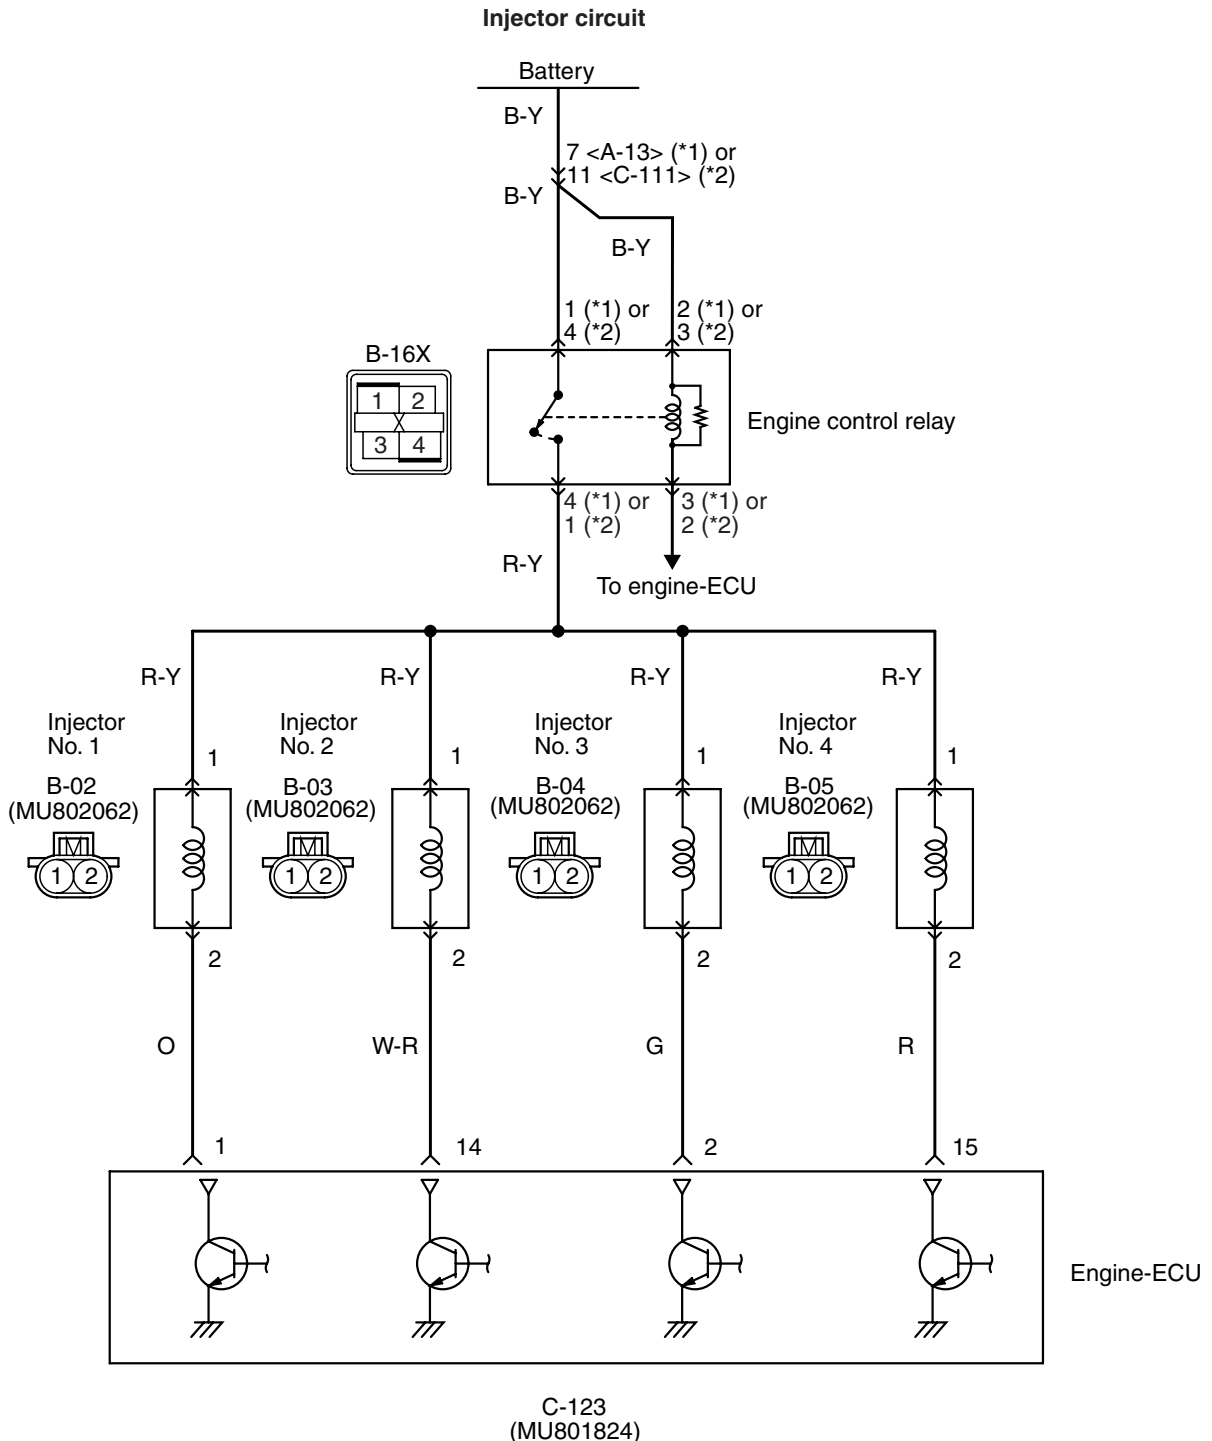 Injector circuit
Battery
B-Y
7 <A-13> (*1) or
11 <C-111> (*2)
B-Y
B-Y
1 (*1) or
4 (*2)
2 (*1) or
3 (*2)
B-16X
1 2
3 4
Engine control relay
4 (*1) or
1 (*2)
3 (*1) or
2 (*2)
R-Y
To engine-ECU
R-Y
R-Y
R-Y
R-Y
Injector
No. 1
B-02
(MU802062)
1 2
1
Injector
No. 2
B-03
(MU802062)
1 2
1
Injector
No. 3
B-04
(MU802062)
1 2
1
Injector
No. 4
B-05
(MU802062)
1 2
1
2
2
2
2
O
W-R
G
R
1
14
2
15
Engine-ECU
C-123
(MU801824)